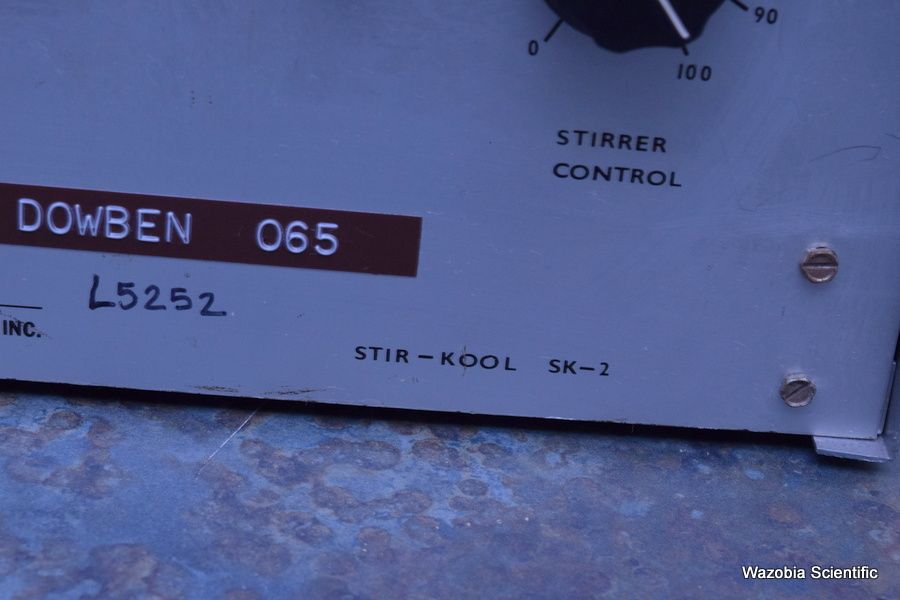 90
0
100
STIRRER
CONTROL
DOWBEN 065
L5252
INC.
STIR-KOOL SK-2
Wazobia Scientific